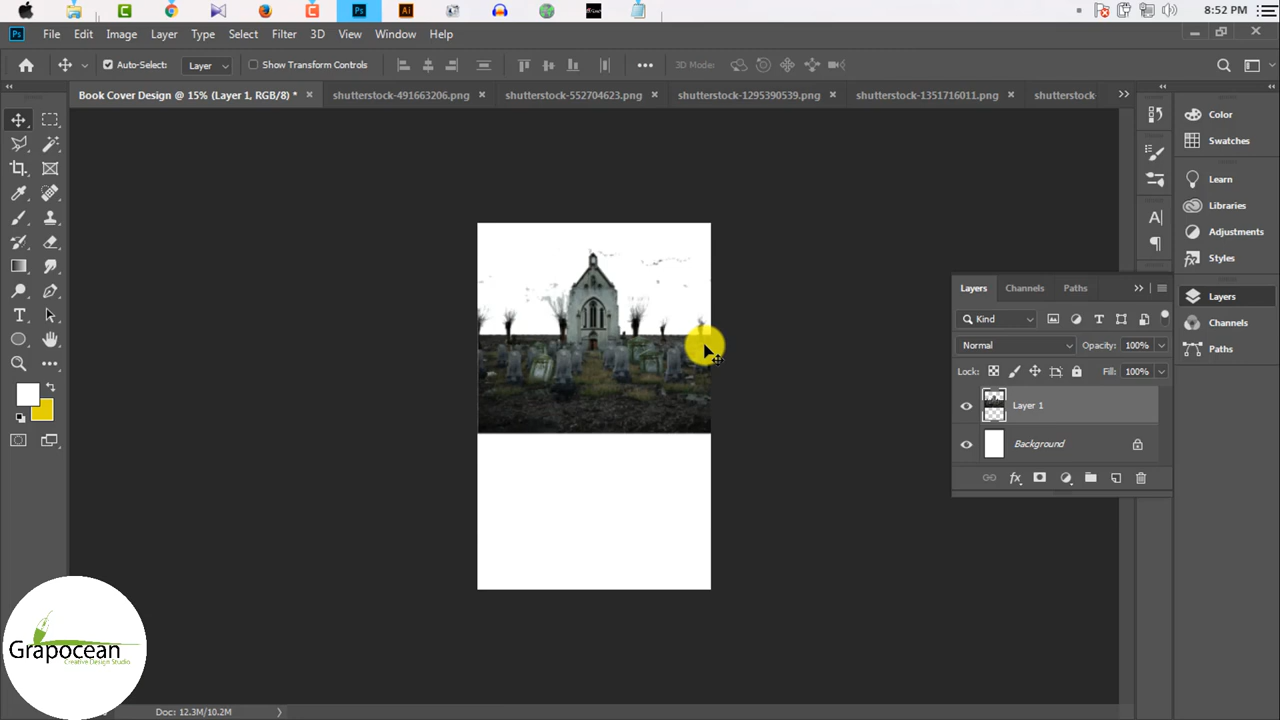 8:52 PM
Ps
File Edit Image Layer Type Select Filter 3D View Window Help
Auto-Select: Layer Show Transform Controls 3D Mode:
Book Cover Design @ 15% (Layer 1, RGB/8) * shutterstock-491663206.png shutterstock-552704623.png shutterstock-1295390539.png shutterstock-1351716011.png shutterstock
Color
Swatches
Learn
Libraries
Adjustments
Styles
Layers
Channels
Paths
Layers Channels Paths
Kind
Normal Opacity: 100%
Lock: Fill: 100%
Layer 1
Background
Grapocean
Creative Design Studio
Doc: 12.3M/10.2M